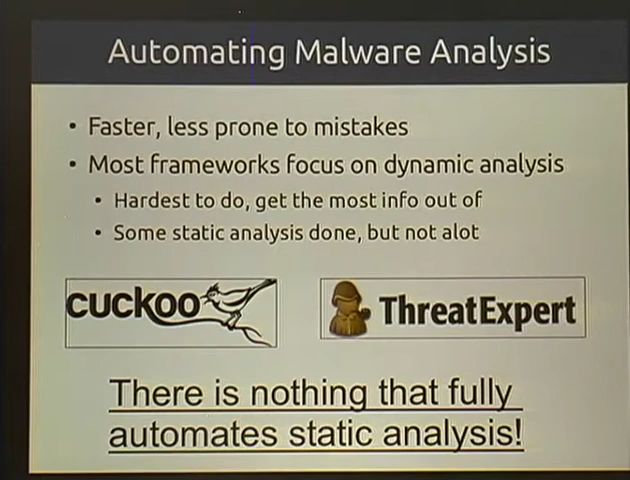 Automating Malware Analysis
• Faster, less prone to mistakes
• Most frameworks focus on dynamic analysis
• Hardest to do, get the most info out of
• Some static analysis done, but not alot
cuckoo
ThreatExpert
There is nothing that fully
automates static analysis!